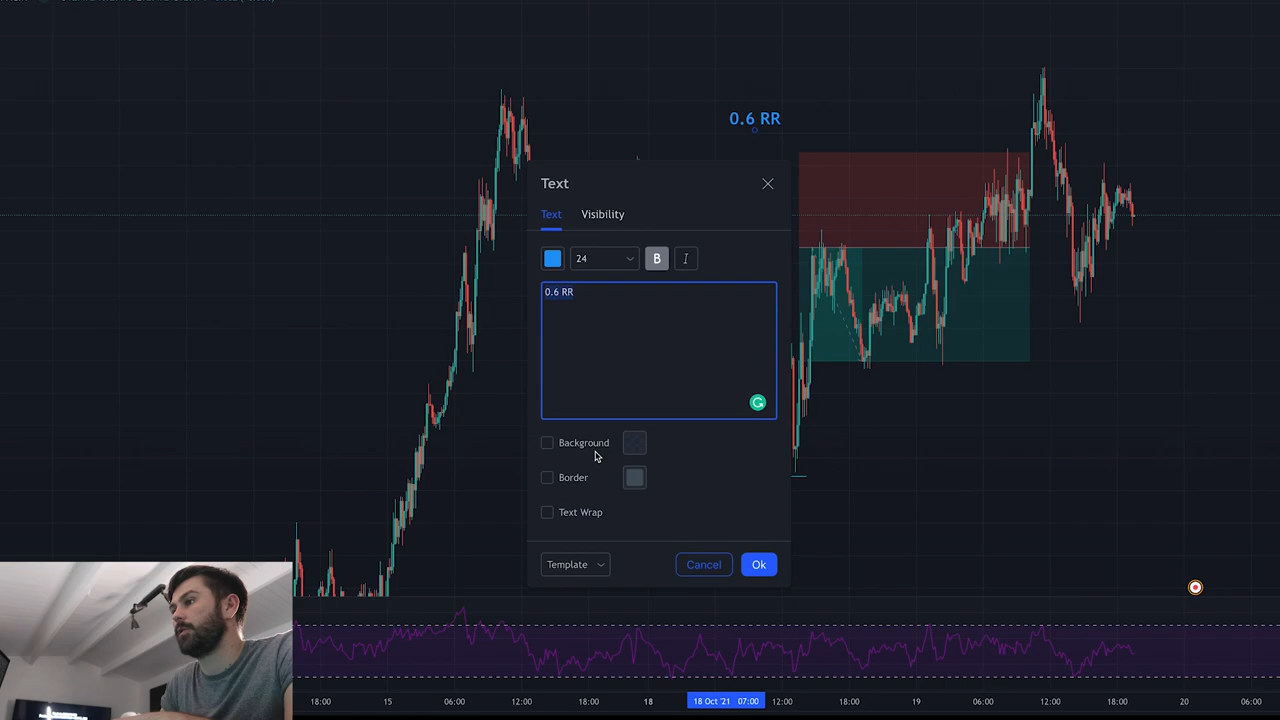 0.6 RR
Text
Text Visibility
24 B I
0.6 RR
Background
Border
Text Wrap
Template Cancel Ok
18:00 15 06:00 12:00 18:00 18 18 Oct '21 07:00 12:00 18:00 19 06:00 12:00 18:00 20 06:00